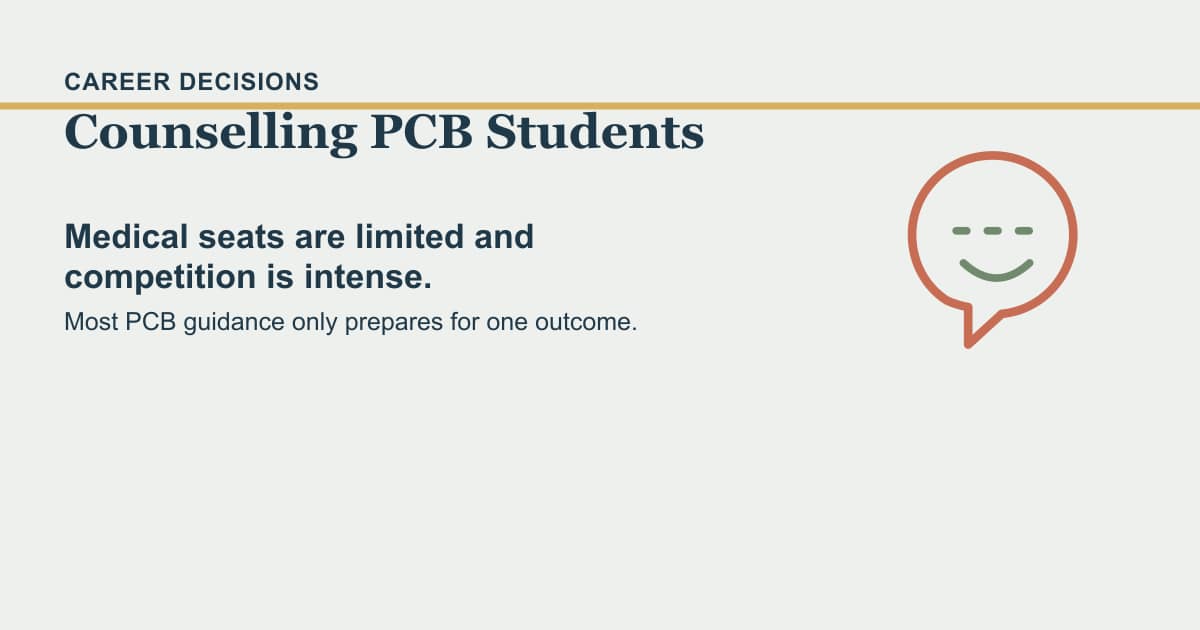 CAREER DECISIONS
Counselling PCB Students
Medical seats are limited and
competition is intense.
Most PCB guidance only prepares for one outcome.